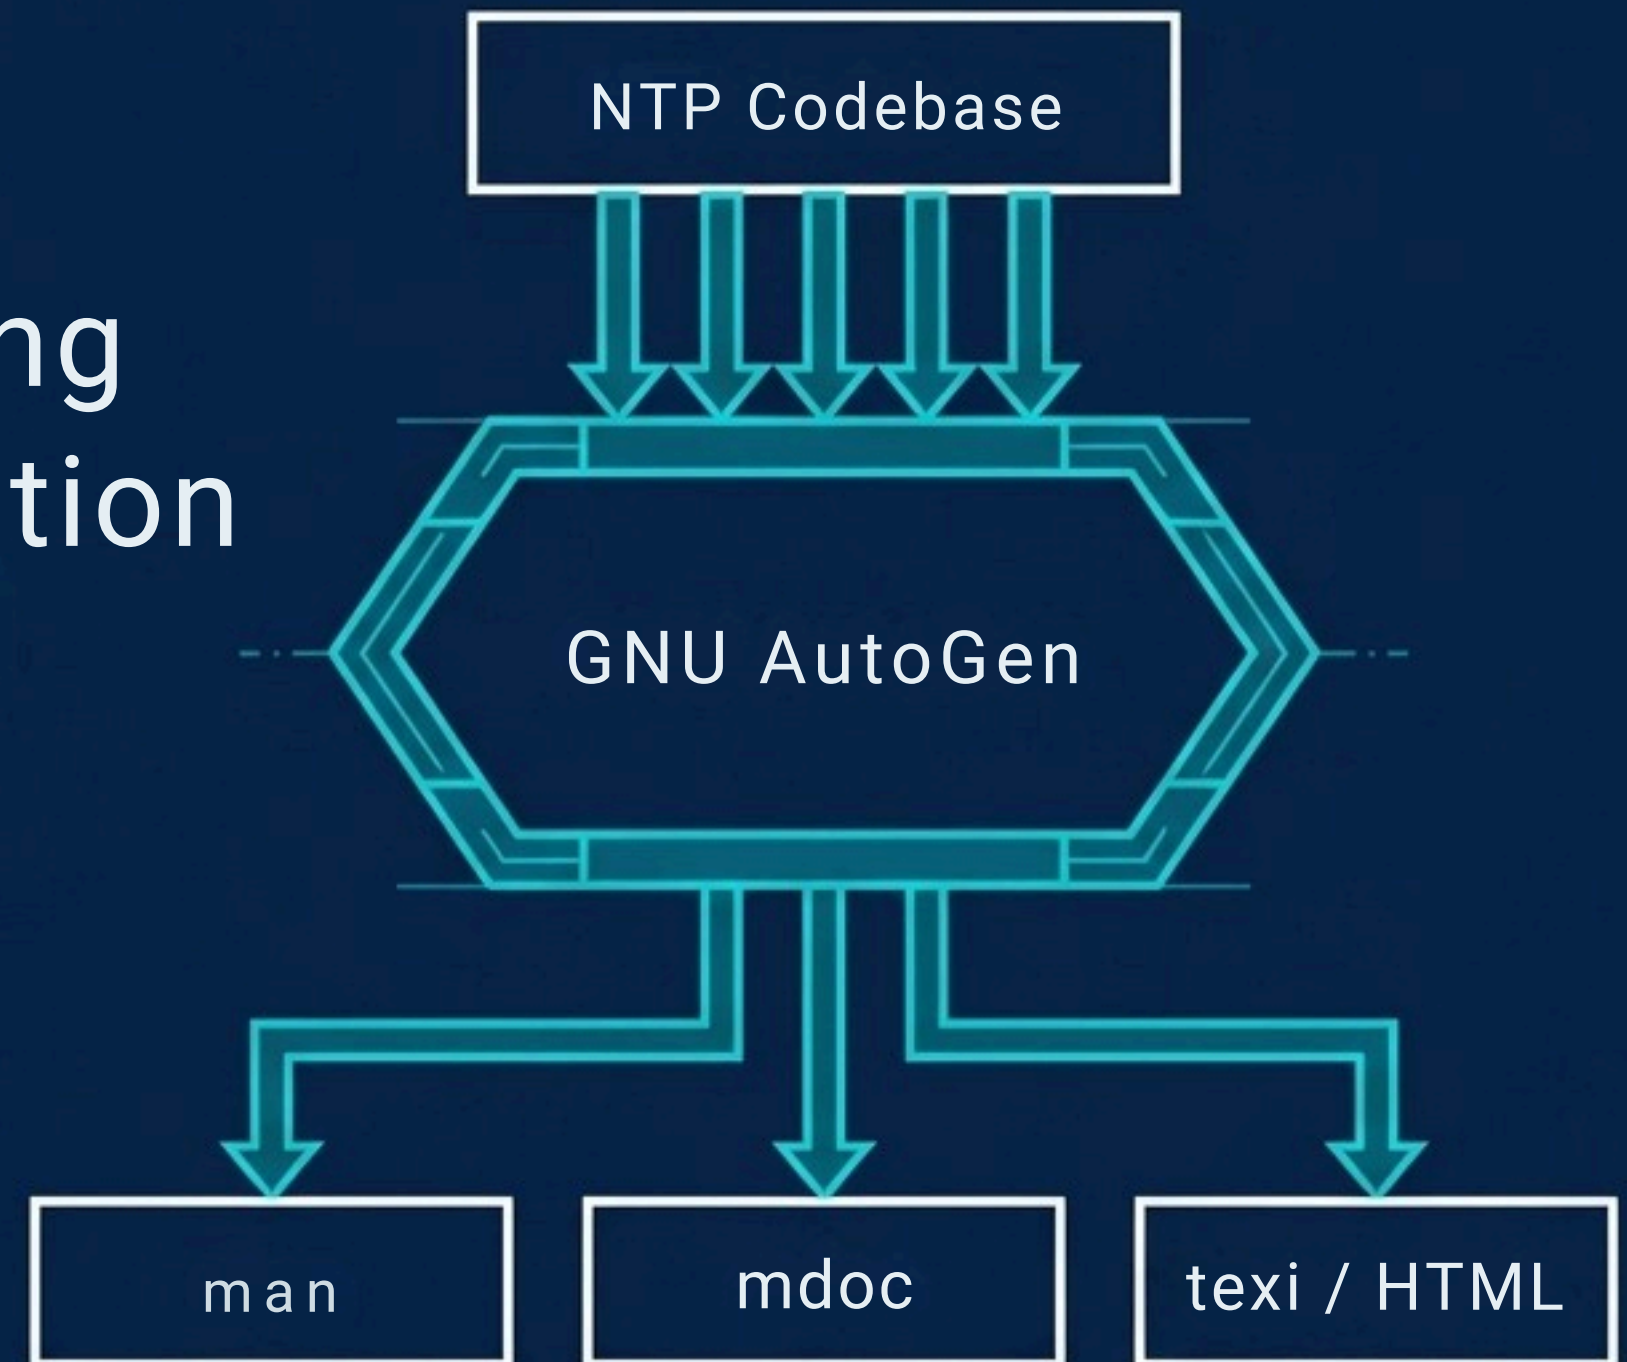 NTP Codebase
ng
tion
GNU AutoGen
man
mdoc
texi / HTML